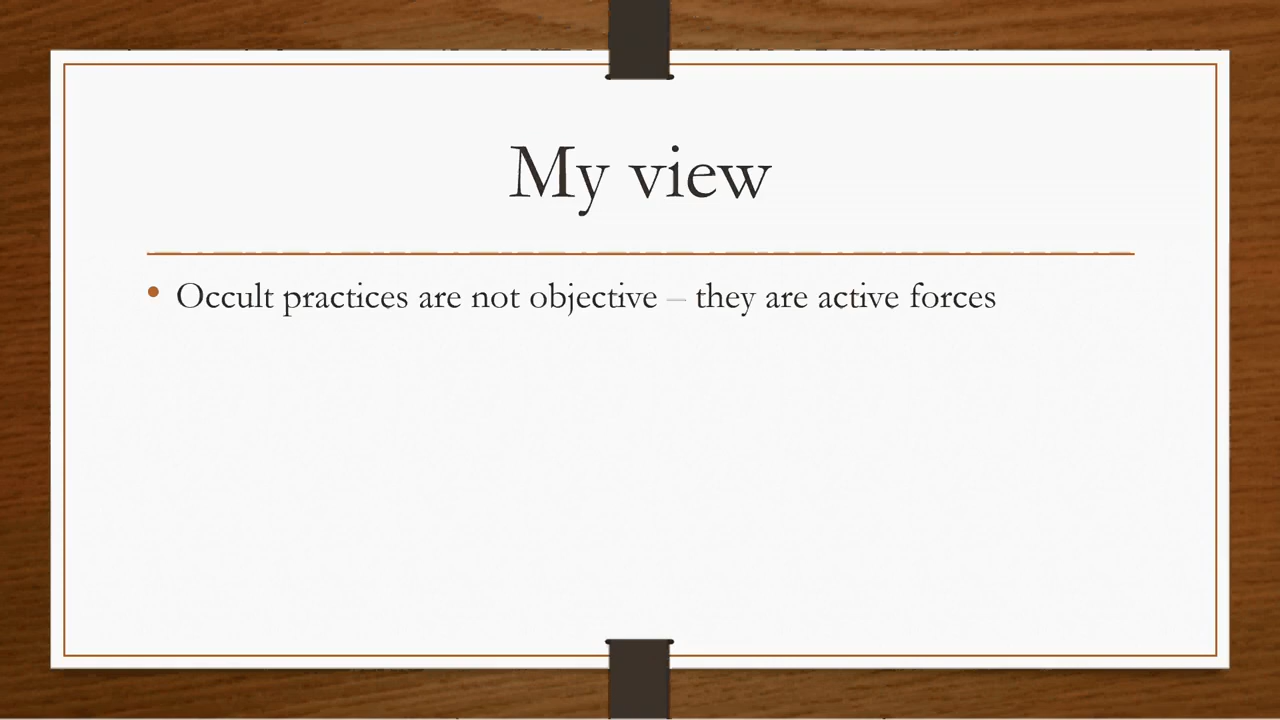 My view
• Occult practices are not objective – they are active forces